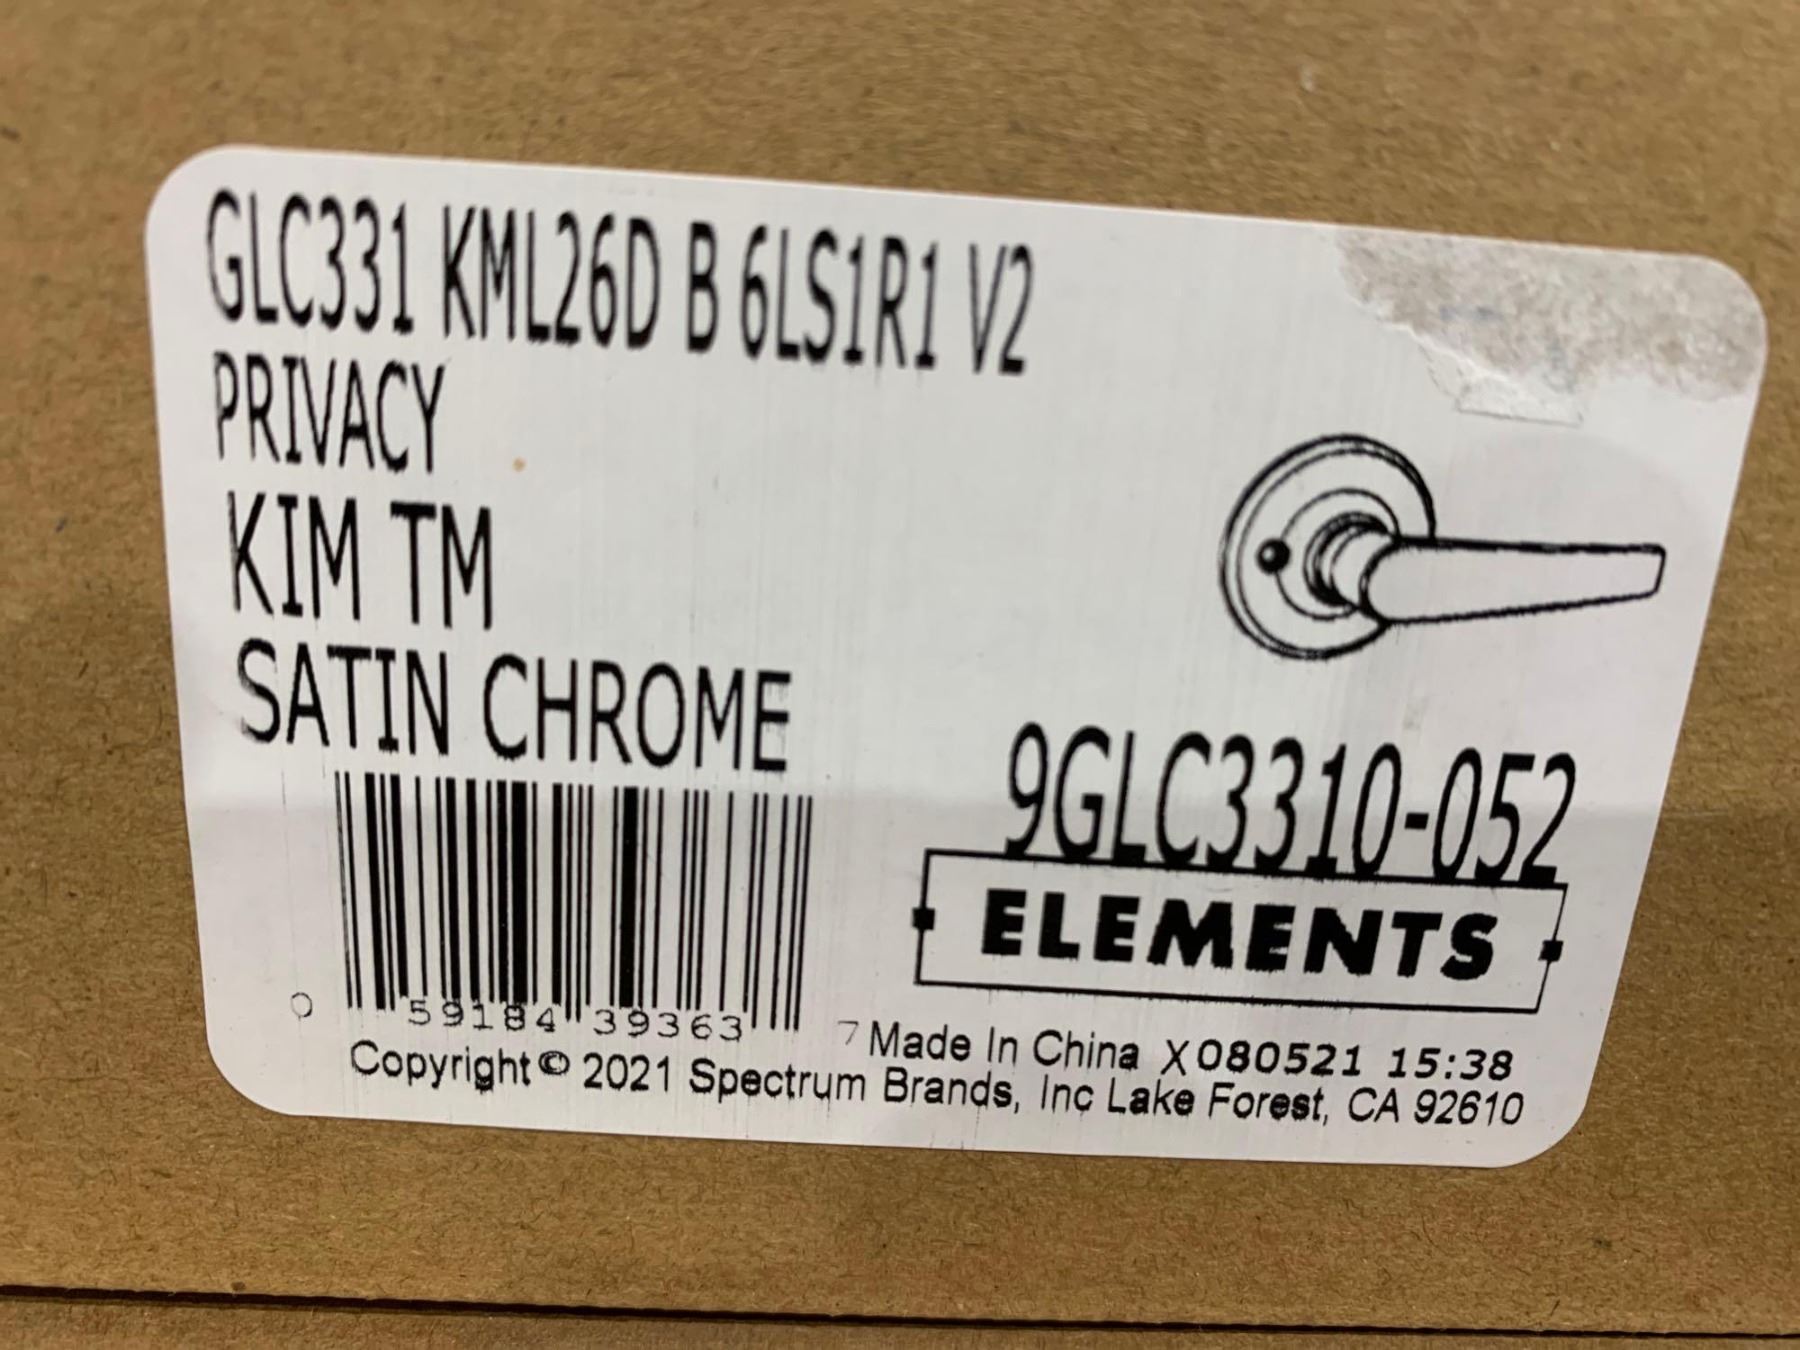 GLC331 KML26D B 6LS1R1 V2
PRIVACY
KIM TM
SATIN CHROME
9GLC3310-052
ELEMENTS
0 59184 39363 7
Made In China X080521 15:38
Copyright © 2021 Spectrum Brands, Inc Lake Forest, CA 92610